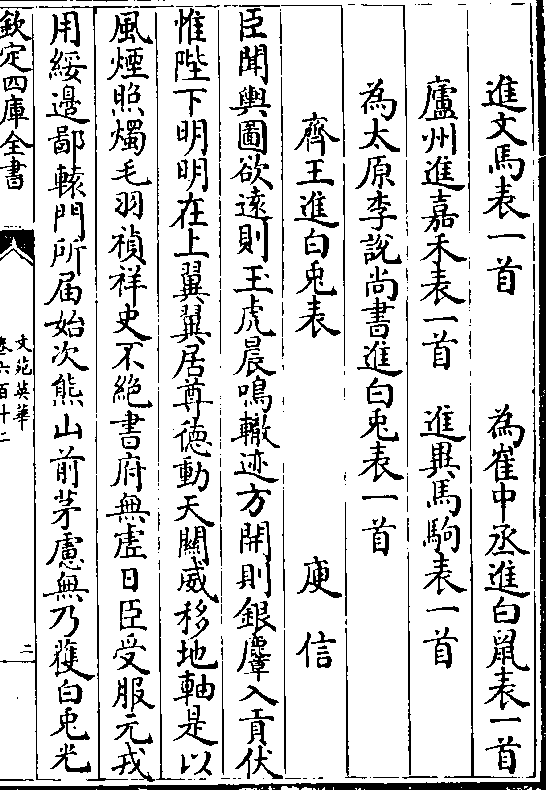 進文馬表一首　為崔中丞進白鼠表一首
廬州進嘉禾表一首　進異馬駒表一首
為太原李說尚書進白兎表一首
齊王進白兎表　庾信
臣聞輿圖欲遠則玉虎晨鳴轍迹方開則銀麞入貢伏
惟陛下明明在上翼翼居尊德動天關威移地軸是以
風煙照燭毛羽禎祥史不絶書府無虛日臣受服元戎
用綏邊鄙轅門所届始次熊山前茅慮無乃獲白兎光
欽定四庫全書
文苑英華
卷六百十二
二